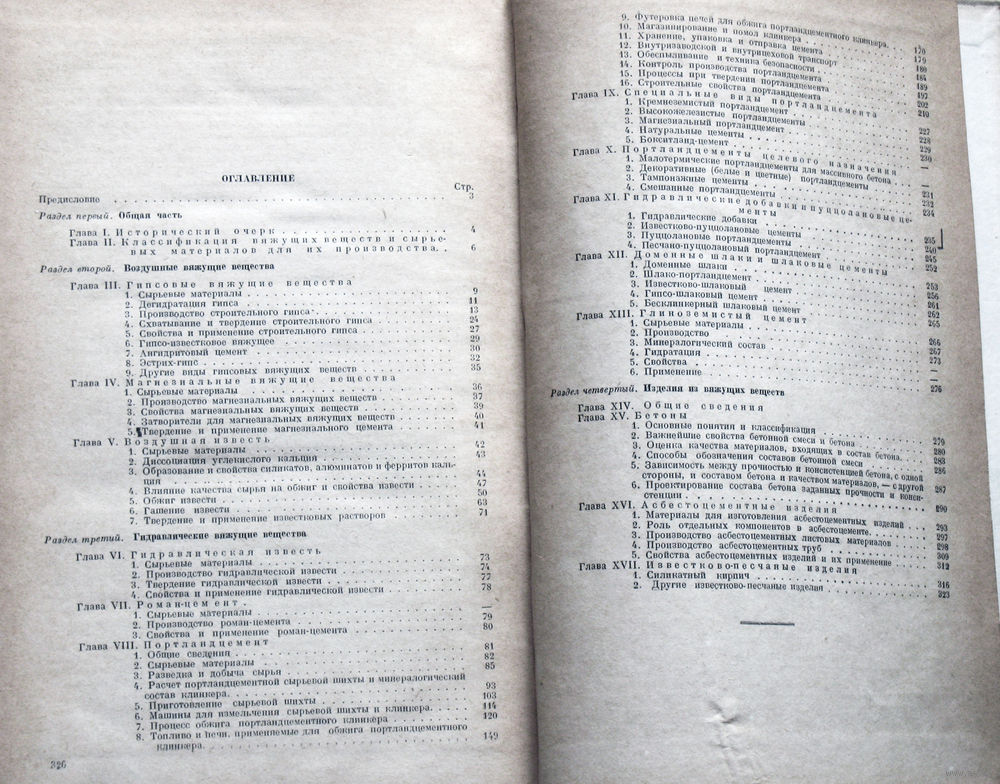 ОГЛАВЛЕНИЕ
Стр.
Предисловие . . . 3
Раздел первый. Общая часть
Глава I. Исторический очерк . . . 4
Глава II. Классификация вяжущих веществ и сырье-
вых материалов для их производства. . 6
Раздел второй. Воздушные вяжущие вещества
Глава III. Гипсовые вяжущие вещества
1. Сырьевые материалы . . . 9
2. Дегидратация гипса . . . 11
3. Производство строительного гипса . . . 13
4. Схватывание и твердение строительного гипса . . . 24
5. Свойства и применение строительного гипса . . . 27
6. Гипсо-известковое вяжущее . . . 29
7. Ангидритовый цемент . . . 30
8. Эстрих-гипс . . . 32
9. Другие виды гипсовых вяжущих веществ . . . 35
Глава IV. Магнезиальные вяжущие вещества
1. Сырьевые материалы . . . 36
2. Производство магнезиальных вяжущих веществ . . . 37
3. Свойства магнезиальных вяжущих веществ . . . 39
4. Затворители для магнезиальных вяжущих веществ . . . 40
5. Твердение и применение магнезиального цемента . . . 41
Глава V. Воздушная известь
1. Сырьевые материалы . . . 42
2. Диссоциация углекислого кальция . . . 43
3. Образование и свойства силикатов, алюминатов и ферритов каль-
ция . . . 44
4. Влияние качества сырья на обжиг и свойства извести . . . 47
5. Обжиг извести . . . 50
6. Гашение извести . . . 63
7. Твердение и применение известковых растворов . . . 71
Раздел третий. Гидравлические вяжущие вещества
Глава VI. Гидравлическая известь
1. Сырьевые материалы . . . 73
2. Производство гидравлической извести . . . 74
3. Твердение гидравлической извести . . . 77
4. Свойства и применение гидравлической извести . . . 78
Глава VII. Роман-цемент .
1. Сырьевые материалы . . . —
2. Производство роман-цемента . . . 79
3. Свойства и применение роман-цемента . . . 80
Глава VIII. Портландцемент
1. Общие сведения . . . 81
2. Сырьевые материалы . . . 82
3. Разведка и добыча сырья . . . 85
4. Расчет портландцементной сырьевой шихты и минералогический
состав клинкера. . . . 93
5. Приготовление сырьевой шихты . . . 103
6. Машины для измельчения сырьевой шихты и клинкера. . . . 114
7. Процесс обжига портландцементного клинкера . . . 120
8. Топливо и печи, применяемые для обжига портландцементного
клинкера. . . . 149
326
9. Футеровка печей для обжига портландцементного клинкера. . .
10. Магазинирование и помол клинкера . . . 170
11. Хранение, упаковка и отправка цемента . . . 179
12. Внутризаводской и внутрицеховой транспорт . . . 180
13. Обеспыливание и техника безопасности . . . 184
14. Контроль производства портландцемента . . . 189
15. Процессы при твердении портландцемента . . . 197
16. Строительные свойства портландцемента . . . 202
Глава IX. Специальные виды портландцемента 210
1. Кремнеземистый портландцемент . . .
2. Высокожелезистые портландцементы . . . 227
3. Магнезиальный портландцемент . . . 228
4. Натуральные цементы . . . 229
5. Бокситланд-цемент . . . 230
Глава X. Портландцементы целевого назначения
1. Малотермические портландцементы для массивного бетона . . . —
2. Декоративные (белые и цветные) портландцементы . . . —
3. Тампонажные цементы . . . 231
4. Смешанные портландцементы . . . 232
Глава XI. Гидравлические добавки и пуццолановые це- 234
менты
1. Гидравлические добавки . . .
2. Известково-пуццолановые цементы . . . 235
3. Пуццолановые портландцементы . . . 240
4. Песчано-пуццолановый портландцемент . . . 245
Глава XII. Доменные шлаки и шлаковые цементы 252
1. Доменные шлаки . . .
2. Шлако-портландцемент . . . 253
3. Известково-шлаковый цемент . . . 256
4. Гипсо-шлаковый цемент . . . 261
5. Бесклинкерный шлаковый цемент . . . 262
Глава XIII. Глиноземистый цемент 265
1. Сырьевые материалы . . .
2. Производство . . . 266
3. Минералогический состав . . . 267
4. Гидратация . . . 273
5. Свойства . . . —
6. Применение . . . —
276
Раздел четвертый. Изделия из вяжущих веществ
Глава XIV. Общие сведения
Глава XV. Бетоны
1. Основные понятия и классификация . . .
2. Важнейшие свойства бетонной смеси и бетона . . . 279
3. Оценка качества материалов, входящих в состав бетона. . . . 280
4. Способы обозначения составов бетонной смеси . . . 283
5. Зависимость между прочностью и консистенцией бетона, с одной 286
стороны, и составом бетона и качеством материалов, — с другой
6. Проектирование состава бетона заданных прочности и конси- 287
стенции . . .
Глава XVI. Асбестоцементные изделия 290
1. Материалы для изготовления асбестоцементных изделий . . .
2. Роль отдельных компонентов в асбестоцементе. . . . 293
3. Производство асбестоцементных листовых материалов . . . 297
4. Производство асбестоцементных труб . . . 298
5. Свойства асбестоцементных изделий и их применение . . . 309
Глава XVII. Известково-песчаные изделия 312
1. Силикатный кирпич . . . 316
2. Другие известково-песчаные изделия . . . 323